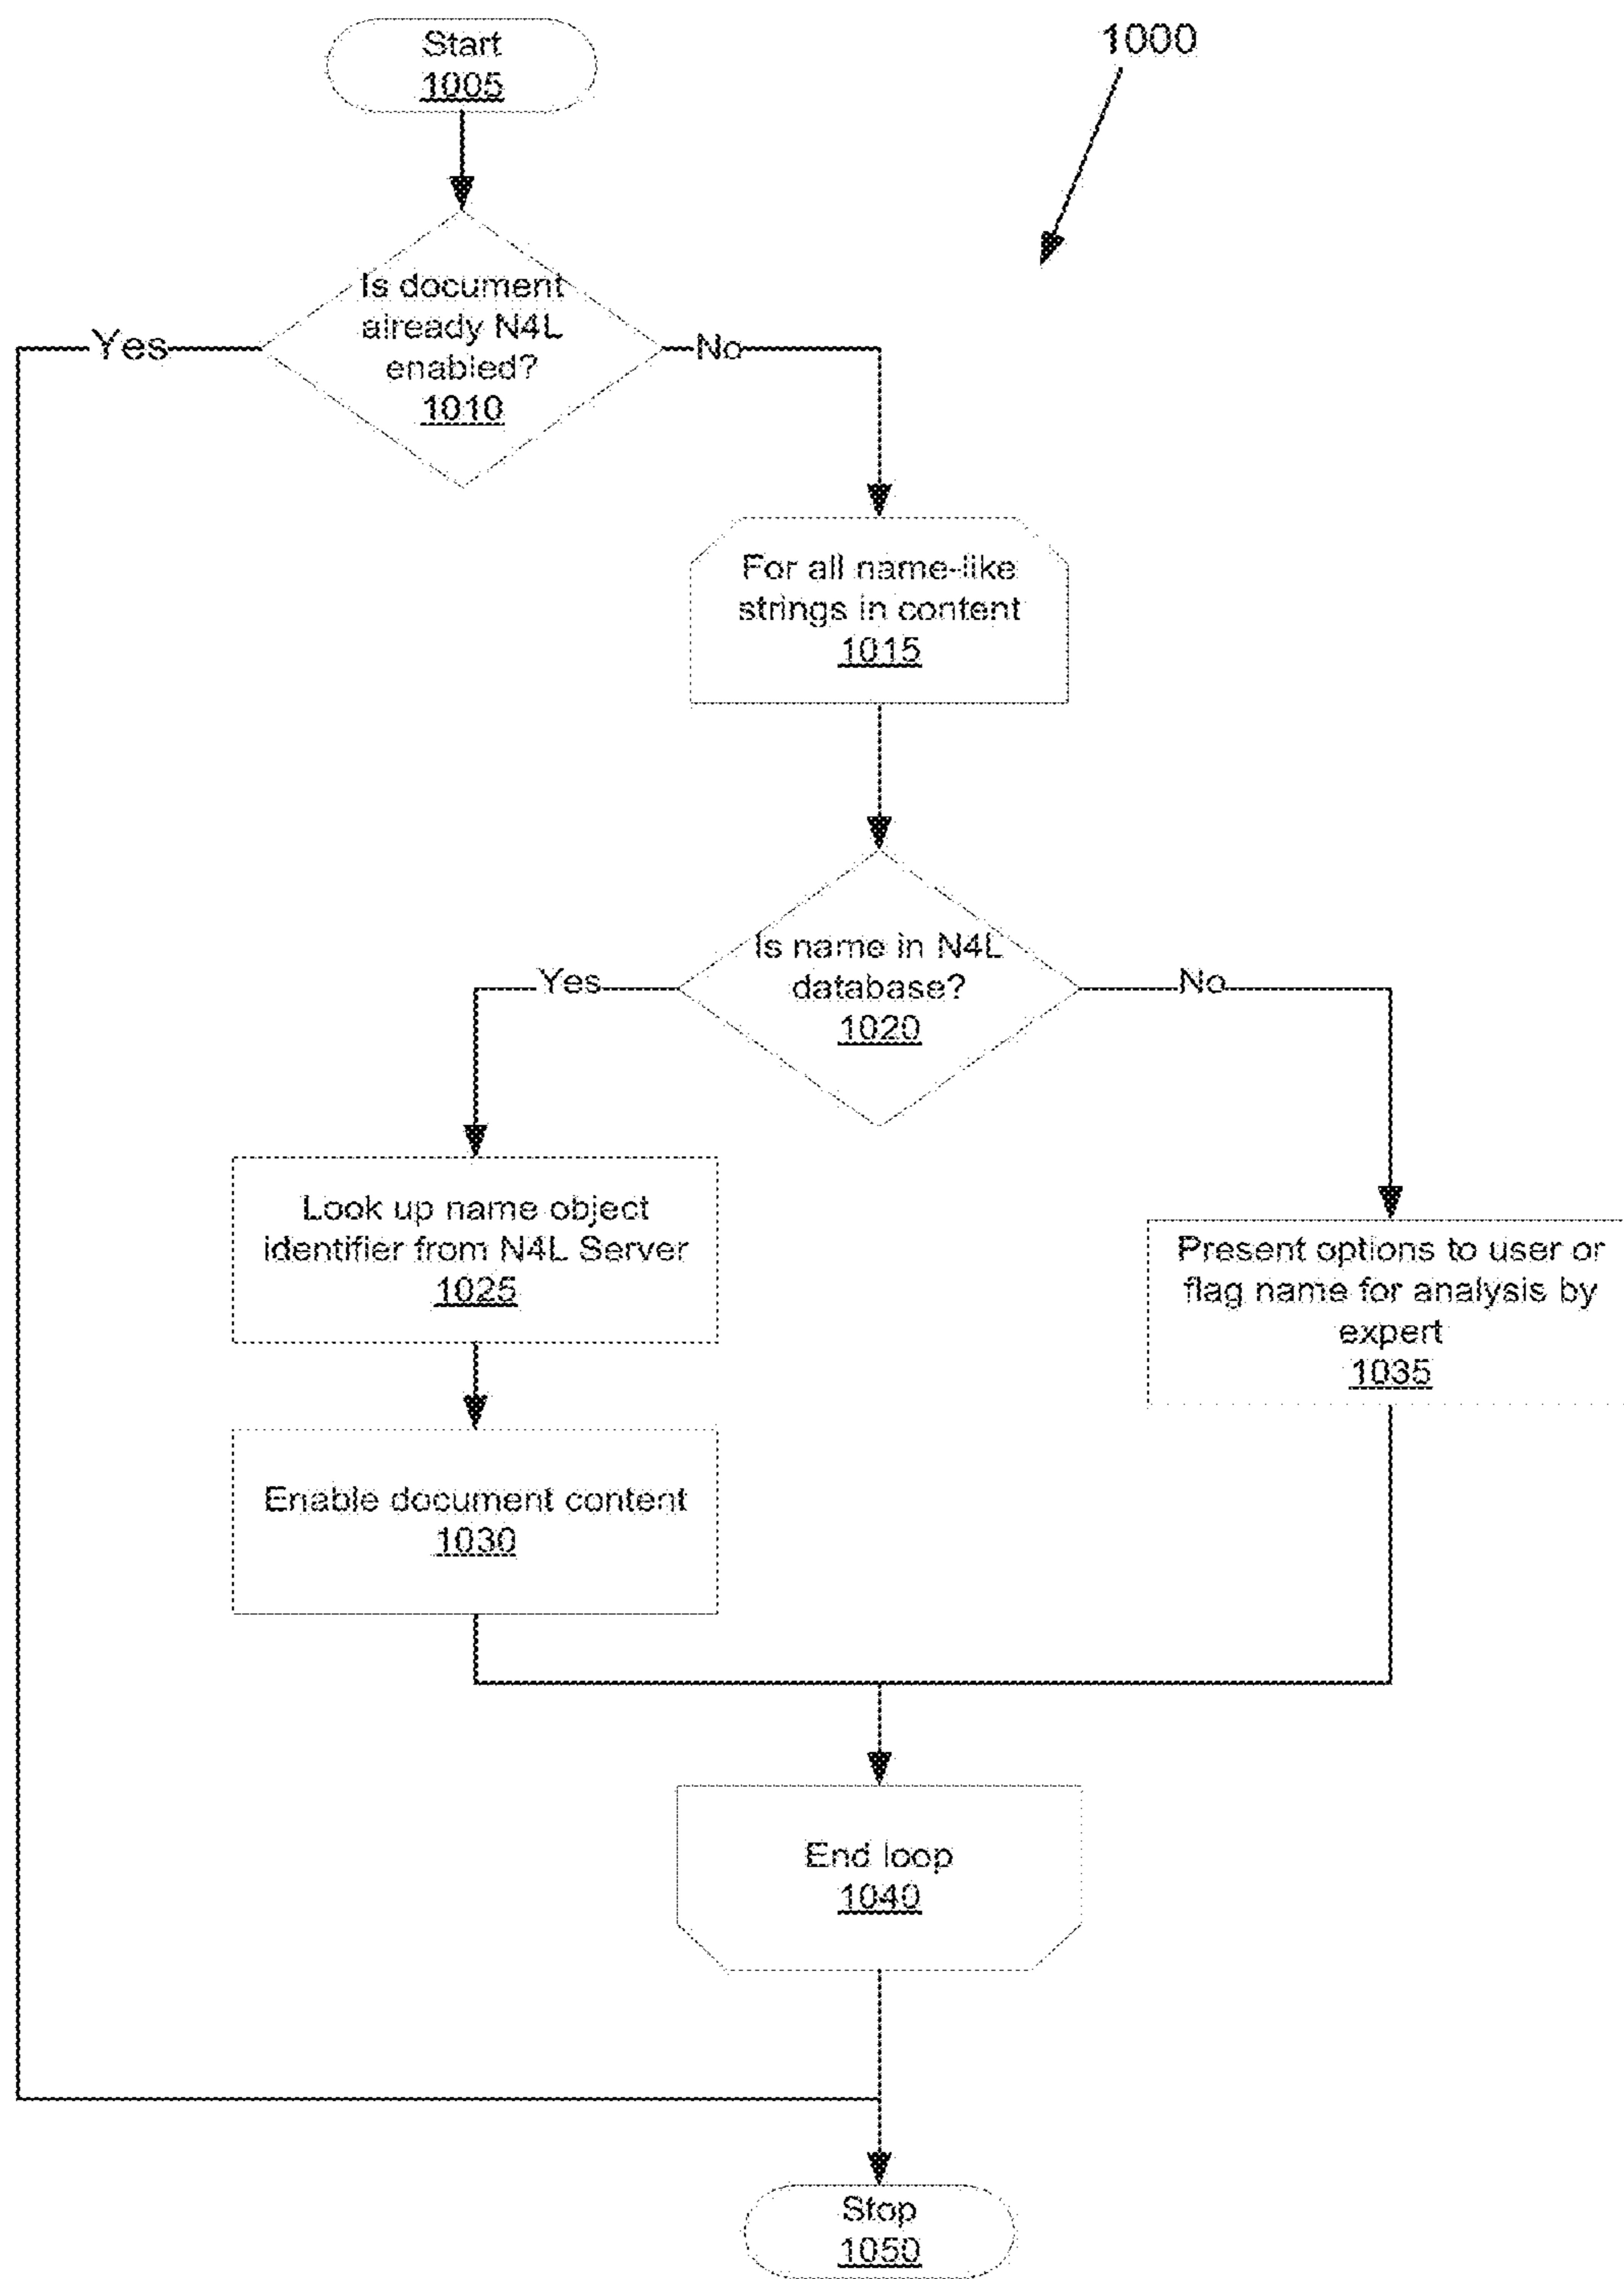 Start
1005
1000
Is document
already N4L
enabled?
1010
Yes
No
For all name-like
strings in content
1015
Is name in N4L
database?
1020
Yes
No
Look up name object
identifier from N4L Server
1025
Present options to user or
flag name for analysis by
expert
1035
Enable document content
1030
End loop
1040
Stop
1050